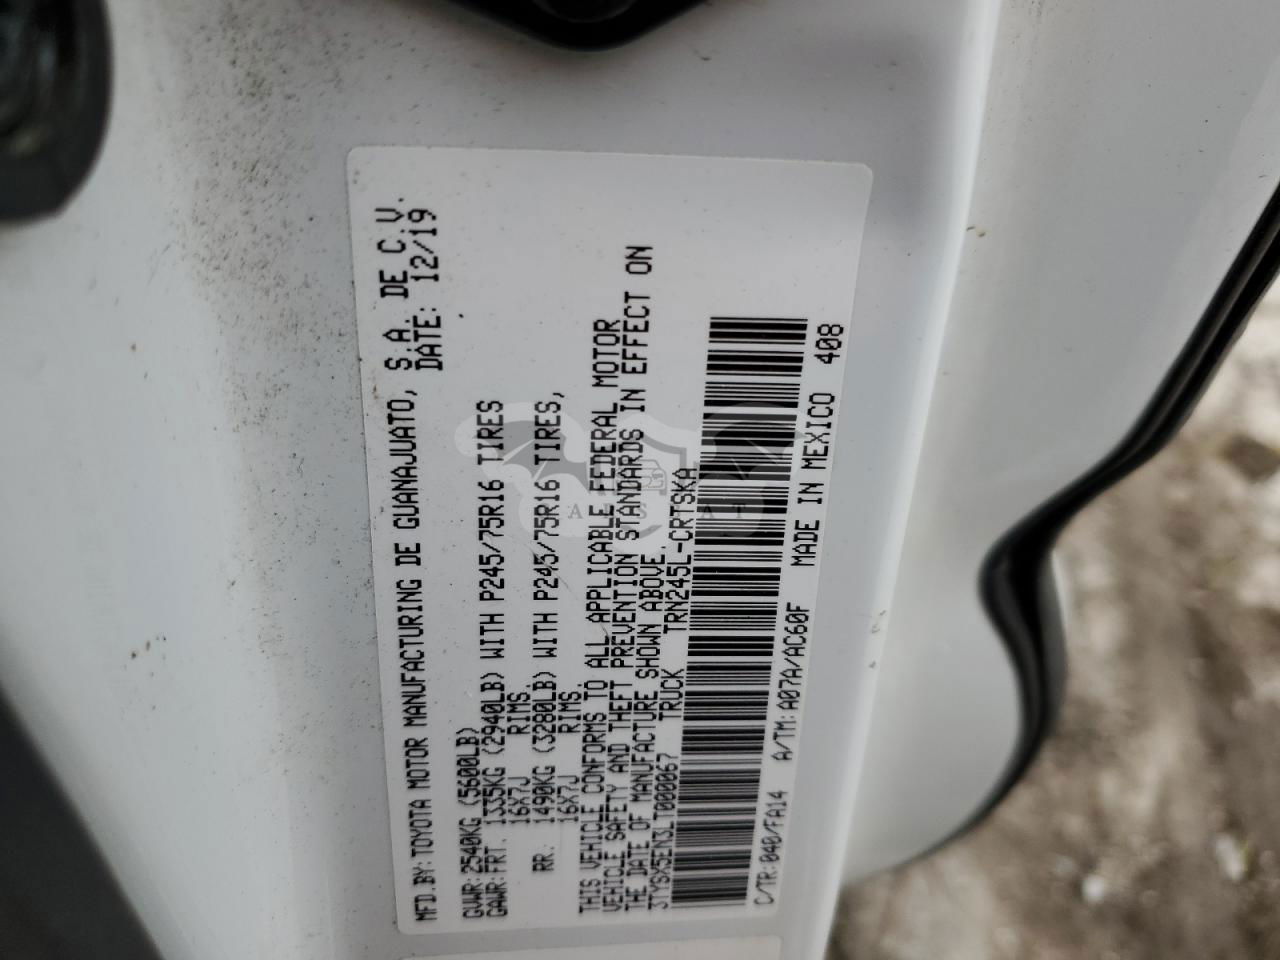 MFD.BY: TOYOTA MOTOR MANUFACTURING DE GUANAJUATO, S.A. DE C.V.
DATE: 12/19
GVWR: 2540KG (5600LB)
GAWR: FRT. 1335KG (2940LB) WITH P245/75R16 TIRES
16X7J RIMS.
RR. 1490KG (3280LB) WITH P245/75R16 TIRES,
16X7J RIMS
THIS VEHICLE CONFORMS TO ALL APPLICABLE FEDERAL MOTOR
VEHICLE SAFETY AND THEFT PREVENTION STANDARDS IN EFFECT ON
THE DATE OF MANUFACTURE SHOWN ABOVE.
3TYSX5EN3LT000067 TRUCK TRN245L-CRTSKA
C/TR: 040/FA14 A/TM: A07A/AC60F MADE IN MEXICO 408